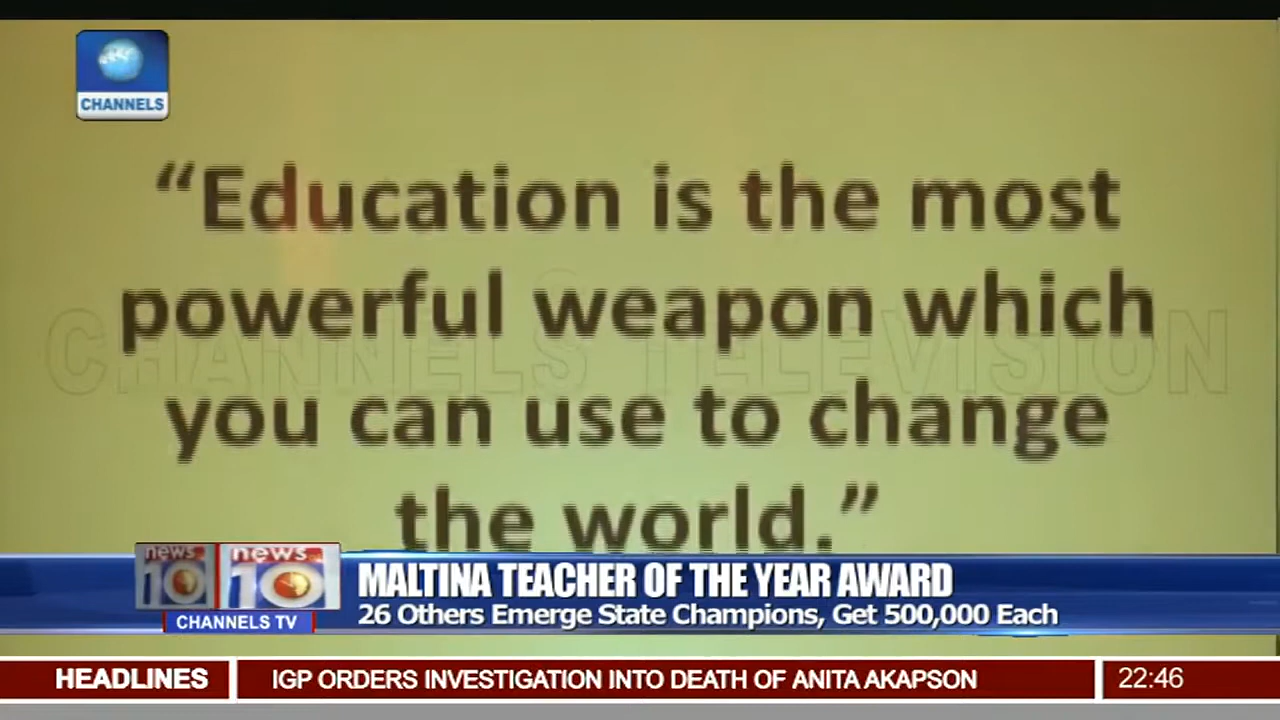 CHANNELS
“Education is the most
powerful weapon which
CHANNELS TELEVISION
you can use to change
the world.”
news news
10 10
CHANNELS TV
MALTINA TEACHER OF THE YEAR AWARD
26 Others Emerge State Champions, Get 500,000 Each
HEADLINES IGP ORDERS INVESTIGATION INTO DEATH OF ANITA AKAPSON 22:46